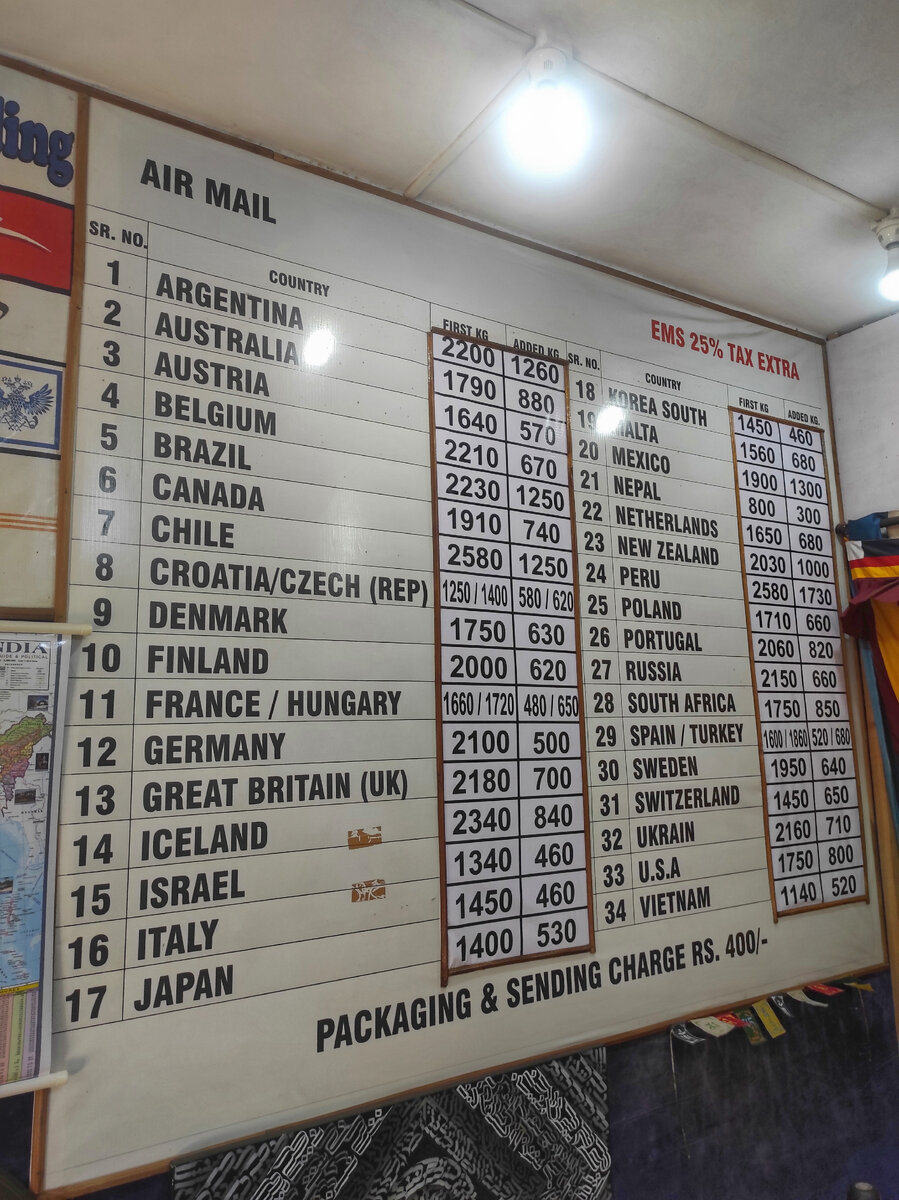 ing
AIR MAIL
EMS 25% TAX EXTRA
SR. NO. COUNTRY FIRST KG ADDED KG.
1 ARGENTINA 2200 1260
2 AUSTRALIA 1790 880
3 AUSTRIA 1640 570
4 BELGIUM 2210 670
5 BRAZIL 2230 1250
6 CANADA 1910 740
7 CHILE 2580 1250
8 CROATIA/CZECH (REP) 1250 / 1400 580 / 620
9 DENMARK 1750 630
10 FINLAND 2000 620
11 FRANCE / HUNGARY 1660 / 1720 480 / 650
12 GERMANY 2100 500
13 GREAT BRITAIN (UK) 2180 700
14 ICELAND 2340 840
15 ISRAEL 1340 460
16 ITALY 1450 460
17 JAPAN 1400 530
SR. NO. COUNTRY FIRST KG ADDED KG.
18 KOREA SOUTH 1450 460
19 MALTA 1560 680
20 MEXICO 1900 1300
21 NEPAL 800 300
22 NETHERLANDS 1650 680
23 NEW ZEALAND 2030 1000
24 PERU 2580 1730
25 POLAND 1710 660
26 PORTUGAL 2060 820
27 RUSSIA 2150 660
28 SOUTH AFRICA 1750 850
29 SPAIN / TURKEY 1600 / 1860 520 / 680
30 SWEDEN 1950 640
31 SWITZERLAND 1450 650
32 UKRAIN 2160 710
33 U.S.A 1750 800
34 VIETNAM 1140 520
PACKAGING & SENDING CHARGE RS. 400/-
NDIA